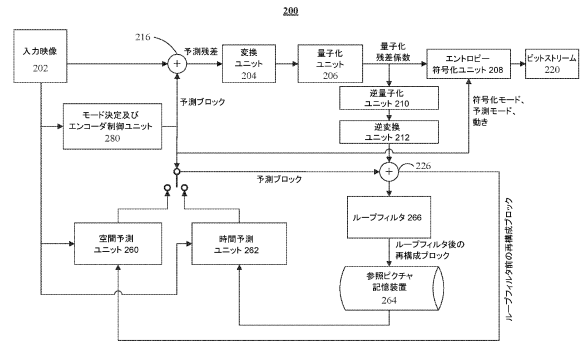 200
216
入力映像
202
予測残差
変換
ユニット
204
量子化
ユニット
206
量子化
残差係数
エントロピー
符号化ユニット 208
ビットストリーム
220
予測ブロック
逆量子化
ユニット 210
符号化モード、
予測モード、
動き
モード決定及び
エンコーダ制御ユニット
280
逆変換
ユニット 212
予測ブロック
226
空間予測
ユニット 260
時間予測
ユニット 262
ループフィルタ 266
ループフィルタ後の
再構成ブロック
参照ピクチャ
記憶装置
264
ループフィルタ前の再構成ブロック